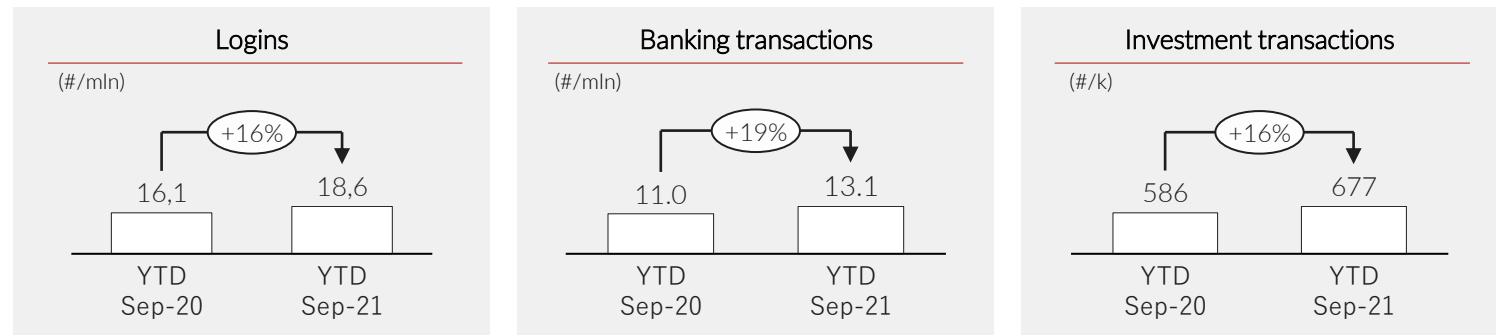 Logins
(#/mln)
+16%
16,1
18,6
YTD
Sep-20
YTD
Sep-21
Banking transactions
(#/mln)
+19%
11.0
13.1
YTD
Sep-20
YTD
Sep-21
Investment transactions
(#/k)
+16%
586
677
YTD
Sep-20
YTD
Sep-21